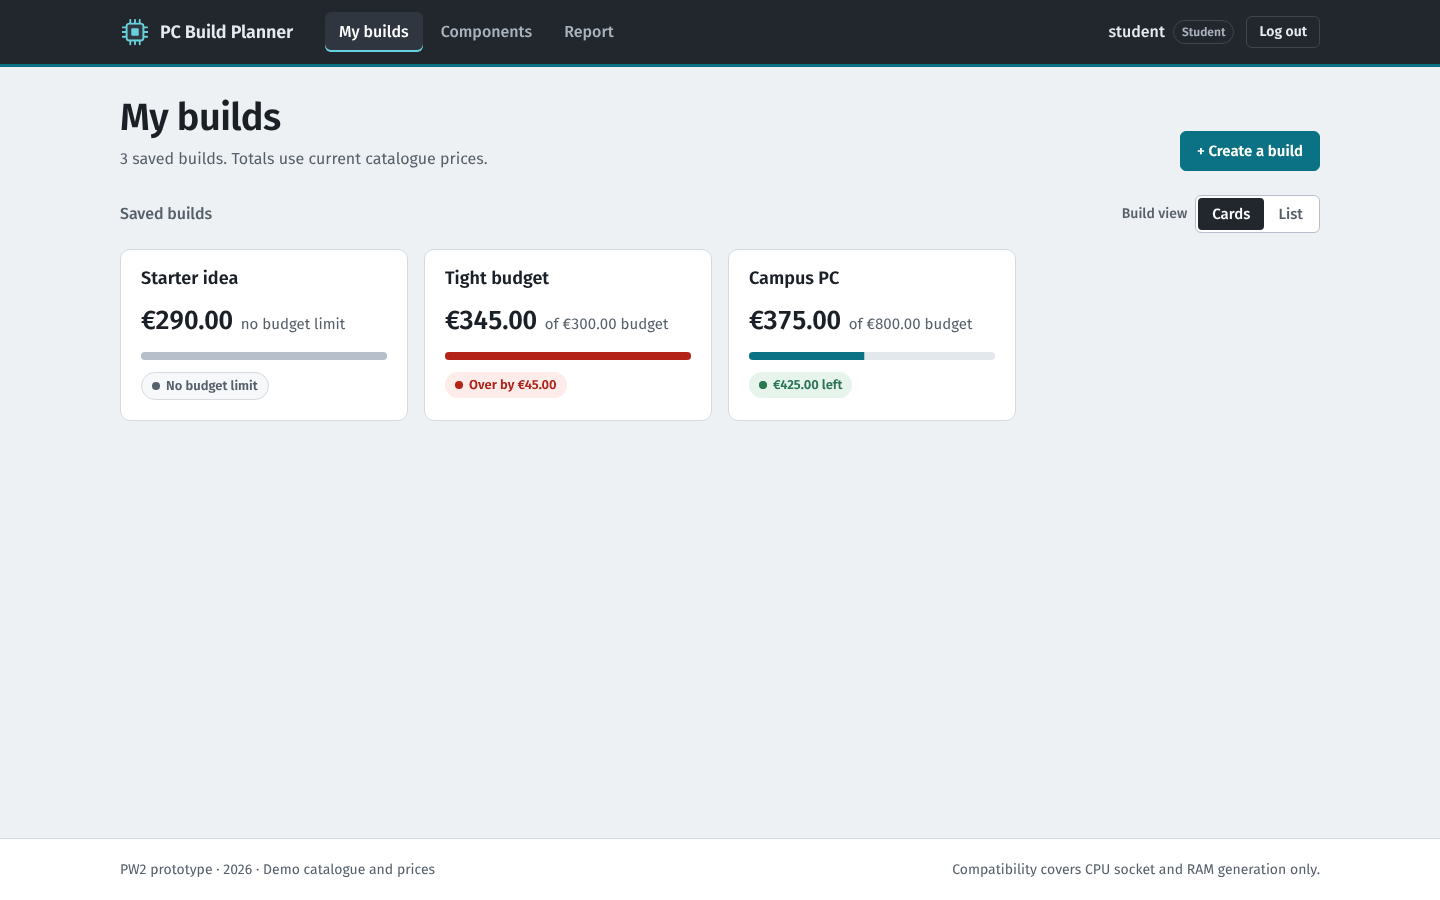 PC Build Planner
My builds
Components
Report
student
Student
Log out
My builds
3 saved builds. Totals use current catalogue prices.
+ Create a build
Saved builds
Build view
Cards
List
Starter idea
€290.00 no budget limit
No budget limit
Tight budget
€345.00 of €300.00 budget
Over by €45.00
Campus PC
€375.00 of €800.00 budget
€425.00 left
PW2 prototype · 2026 · Demo catalogue and prices
Compatibility covers CPU socket and RAM generation only.